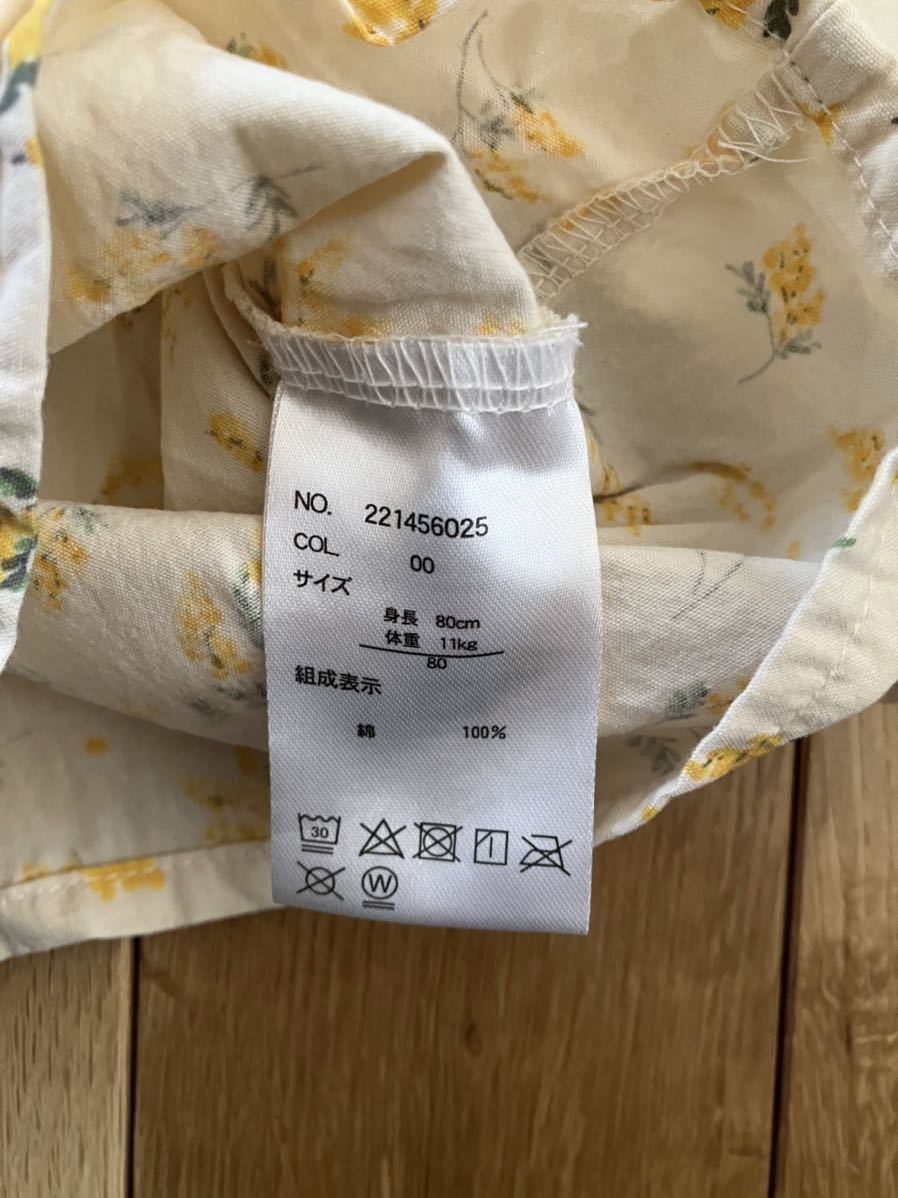 NO. 221456025
COL. 00
サイズ
身長 80cm
体重 11kg
80
組成表示
綿 100%
30
W